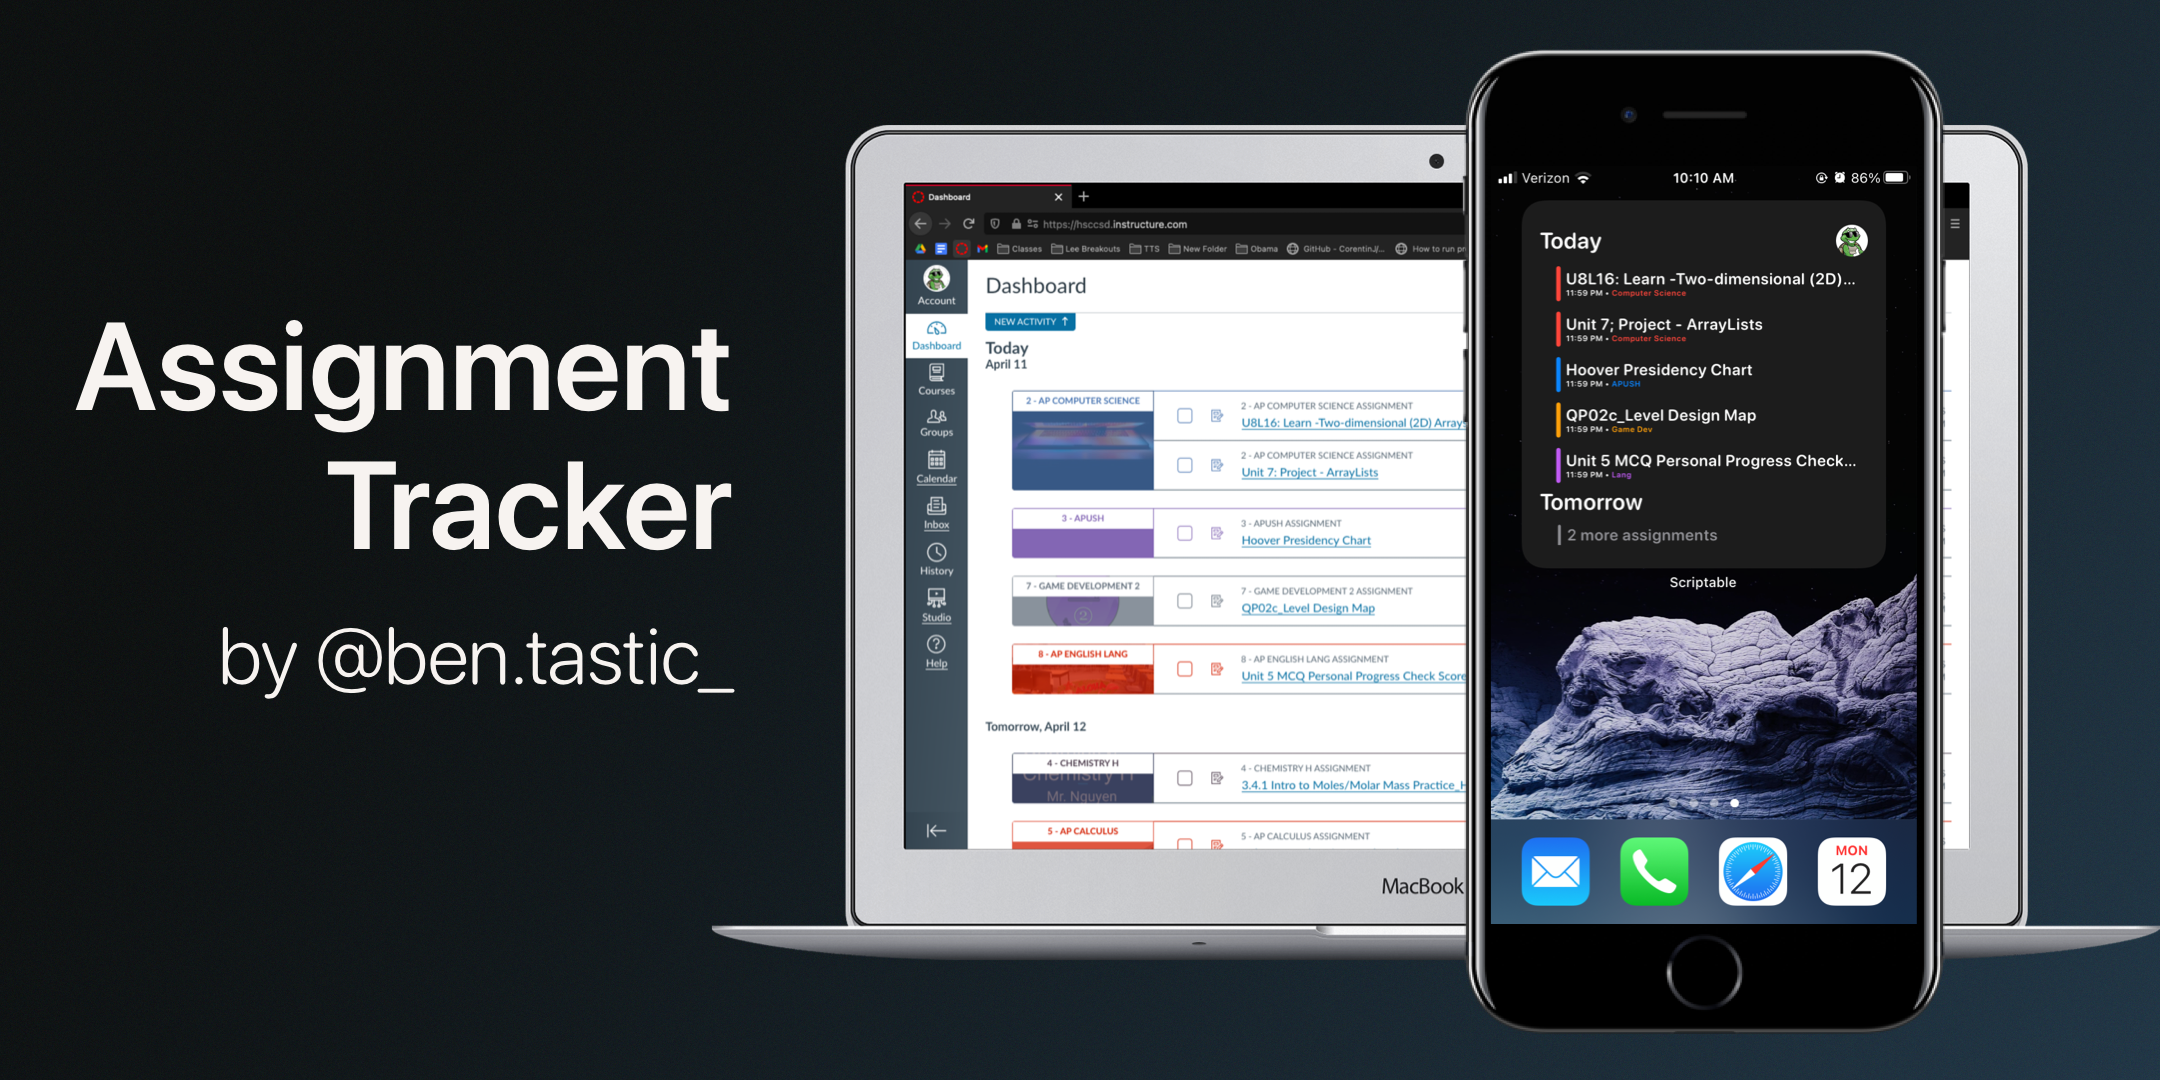 Assignment
Tracker
by @ben.tastic_
Dashboard
https://hsccsd.instructure.com
Classes
Lee Breakouts
TTS
New Folder
Obama
GitHub - CorentinJ/...
How to run pr
Account
Dashboard
Courses
Groups
Calendar
Inbox
History
Studio
Help
Dashboard
NEW ACTIVITY ↑
Today
April 11
2 - AP COMPUTER SCIENCE
2 - AP COMPUTER SCIENCE ASSIGNMENT
U8L16: Learn -Two-dimensional (2D) Arrays
2 - AP COMPUTER SCIENCE ASSIGNMENT
Unit 7: Project - ArrayLists
3 - APUSH
3 - APUSH ASSIGNMENT
Hoover Presidency Chart
7 - GAME DEVELOPMENT 2
2
7 - GAME DEVELOPMENT 2 ASSIGNMENT
QP02c_Level Design Map
8 - AP ENGLISH LANG
8 - AP ENGLISH LANG ASSIGNMENT
Unit 5 MCQ Personal Progress Check Score
Tomorrow, April 12
4 - CHEMISTRY H
Chemistry H
Mr. Nguyen
4 - CHEMISTRY H ASSIGNMENT
3.4.1 Intro to Moles/Molar Mass Practice_H
5 - AP CALCULUS
5 - AP CALCULUS ASSIGNMENT
MacBook
Verizon
10:10 AM
86%
Today
U8L16: Learn -Two-dimensional (2D)...
11:59 PM • Computer Science
Unit 7; Project - ArrayLists
11:59 PM • Computer Science
Hoover Presidency Chart
11:59 PM • APUSH
QP02c_Level Design Map
11:59 PM • Game Dev
Unit 5 MCQ Personal Progress Check...
11:59 PM • Lang
Tomorrow
2 more assignments
Scriptable
MON
12